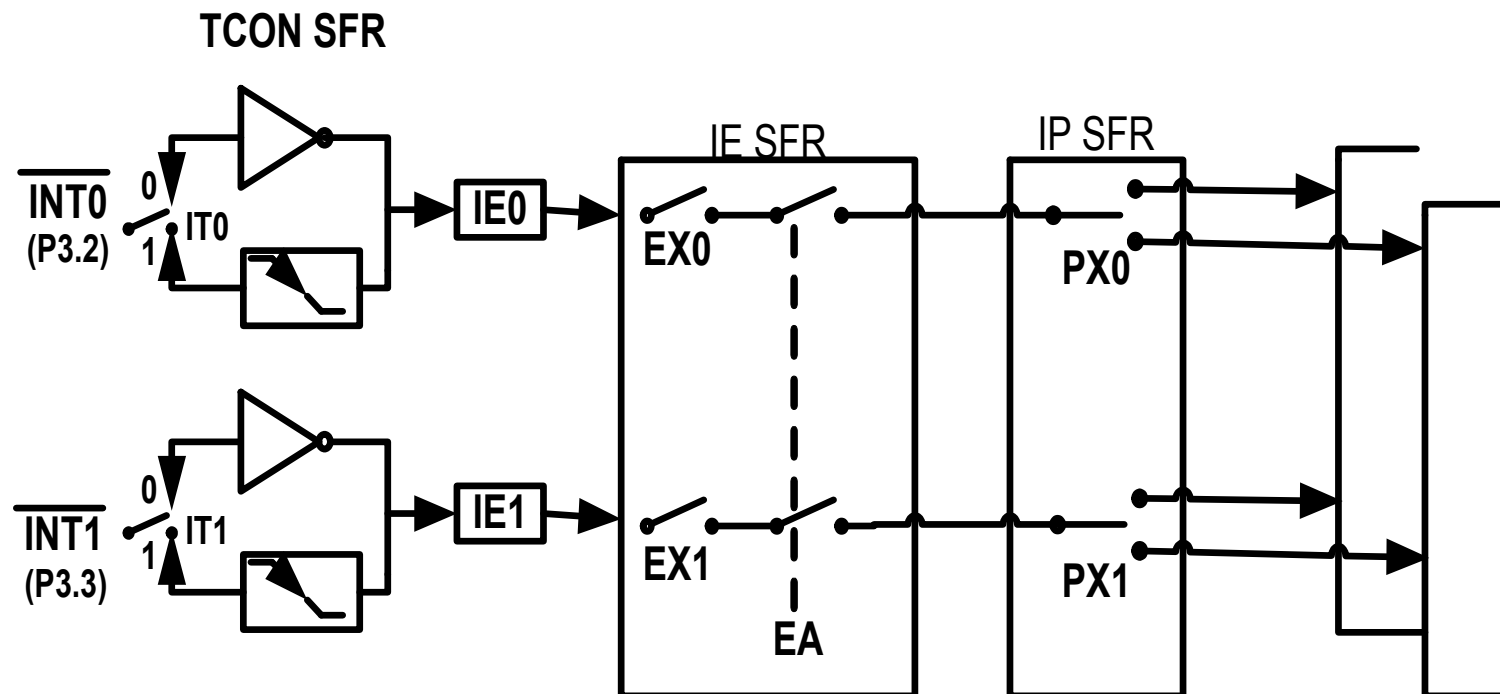 TCON SFR
IE SFR
IP SFR
0
INT0
IT0
(P3.2)
1
IE0
EX0
PX0
0
INT1
IT1
(P3.3)
1
IE1
EX1
PX1
EA